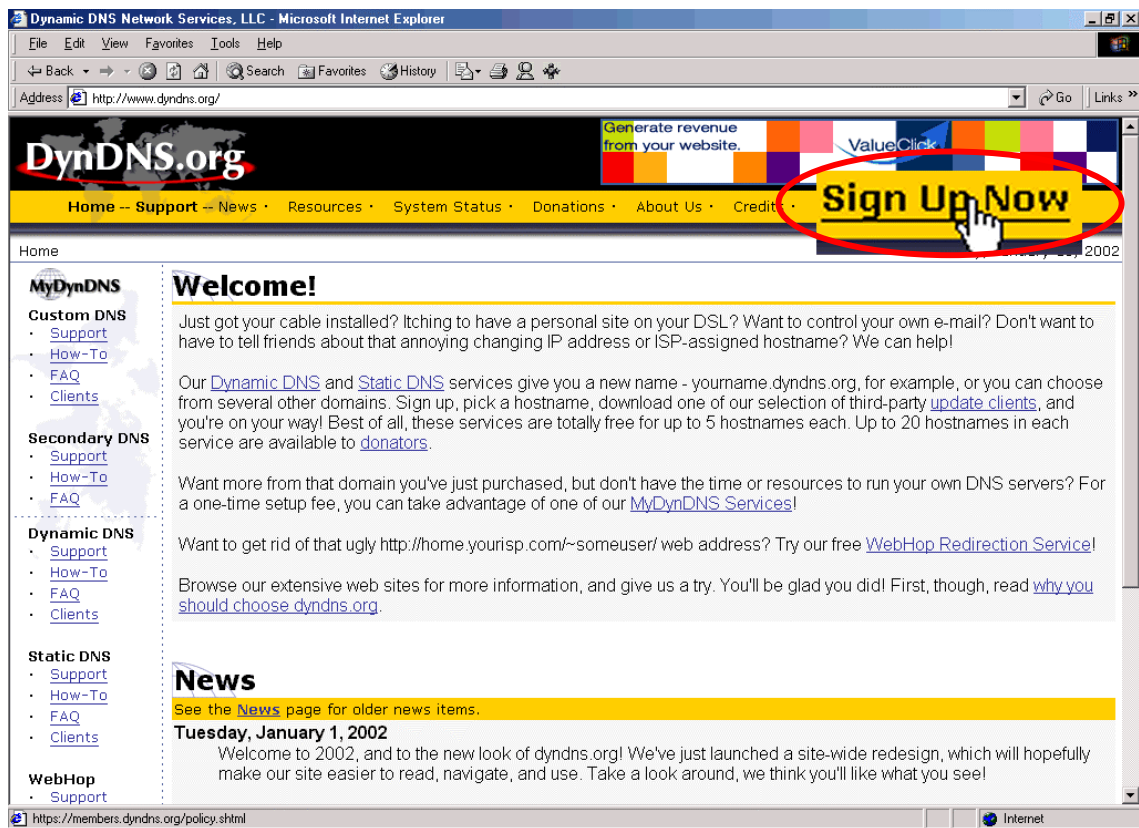 Dynamic DNS Network Services, LLC - Microsoft Internet Explorer
File Edit View Favorites Tools Help
Back Search Favorites History
Address http://www.dyndns.org/ Go Links »
DynDNS.org
Generate revenue
from your website.
ValueClick
Home -- Support -- News · Resources · System Status · Donations · About Us · Credits ·
Sign Up Now
Home
2002
MyDynDNS
Custom DNS
· Support
· How-To
· FAQ
· Clients
Secondary DNS
· Support
· How-To
· FAQ
Dynamic DNS
· Support
· How-To
· FAQ
· Clients
Static DNS
· Support
· How-To
· FAQ
· Clients
WebHop
· Support
Welcome!
Just got your cable installed? Itching to have a personal site on your DSL? Want to control your own e-mail? Don't want to
have to tell friends about that annoying changing IP address or ISP-assigned hostname? We can help!
Our Dynamic DNS and Static DNS services give you a new name - yourname.dyndns.org, for example, or you can choose
from several other domains. Sign up, pick a hostname, download one of our selection of third-party update clients, and
you're on your way! Best of all, these services are totally free for up to 5 hostnames each. Up to 20 hostnames in each
service are available to donators.
Want more from that domain you've just purchased, but don't have the time or resources to run your own DNS servers? For
a one-time setup fee, you can take advantage of one of our MyDynDNS Services!
Want to get rid of that ugly http://home.yourisp.com/~someuser/ web address? Try our free WebHop Redirection Service!
Browse our extensive web sites for more information, and give us a try. You'll be glad you did! First, though, read why you
should choose dyndns.org.
News
See the News page for older news items.
Tuesday, January 1, 2002
Welcome to 2002, and to the new look of dyndns.org! We've just launched a site-wide redesign, which will hopefully
make our site easier to read, navigate, and use. Take a look around, we think you'll like what you see!
https://members.dyndns.org/policy.shtml Internet